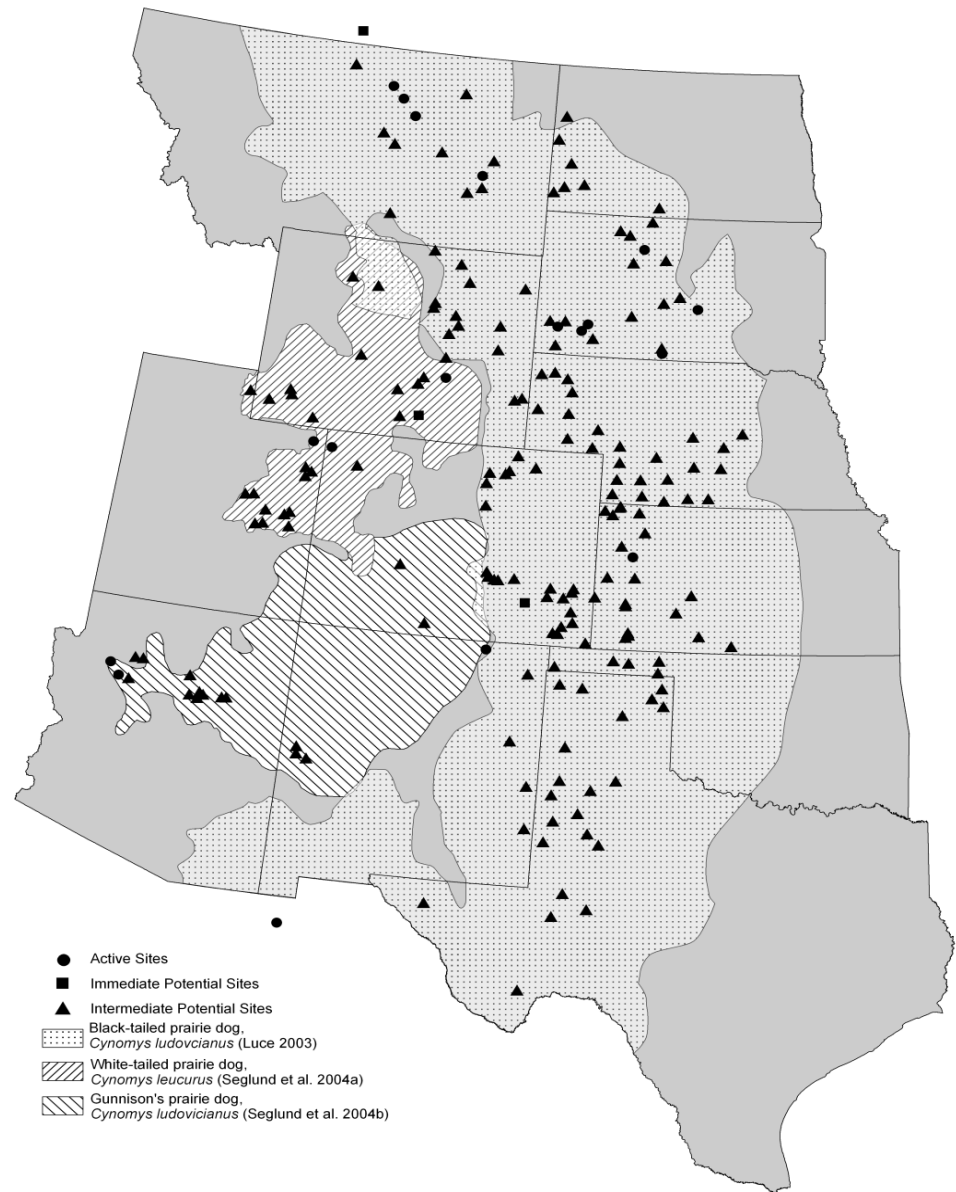 Active Sites
Immediate Potential Sites
Intermediate Potential Sites
Black-tailed prairie dog,
Cynomys ludovcianus (Luce 2003)
White-tailed prairie dog,
Cynomys leucurus (Seglund et al. 2004a)
Gunnison's prairie dog,
Cynomys ludovicianus (Seglund et al. 2004b)